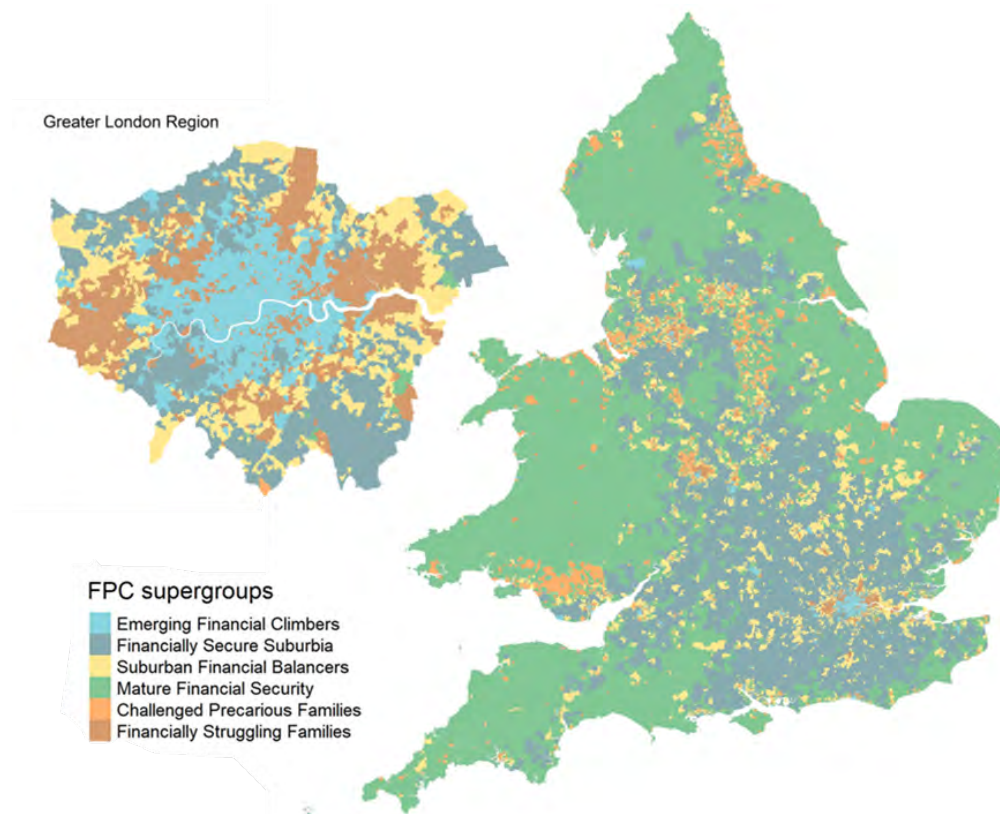 Greater London Region
FPC supergroups
Emerging Financial Climbers
Financially Secure Suburbia
Suburban Financial Balancers
Mature Financial Security
Challenged Precarious Families
Financially Struggling Families